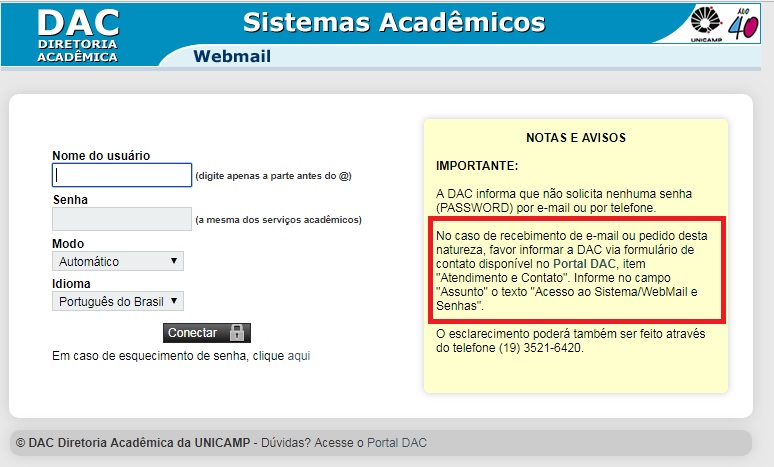 DAC
DIRETORIA
ACADÊMICA
Sistemas Acadêmicos
UNICAMP
40
Webmail
Nome do usuário
(digite apenas a parte antes do @)
Senha
(a mesma dos serviços acadêmicos)
Modo
Automático
Idioma
Português do Brasil
Conectar
Em caso de esquecimento de senha, clique aqui
NOTAS E AVISOS
IMPORTANTE:
A DAC informa que não solicita nenhuma senha
(PASSWORD) por e-mail ou por telefone.
No caso de recebimento de e-mail ou pedido desta
natureza, favor informar a DAC via formulário de
contato disponível no Portal DAC, item
"Atendimento e Contato". Informe no campo
"Assunto" o texto "Acesso ao Sistema/WebMail e
Senhas".
O esclarecimento poderá também ser feito através
do telefone (19) 3521-6420.
© DAC Diretoria Acadêmica da UNICAMP - Dúvidas? Acesse o Portal DAC